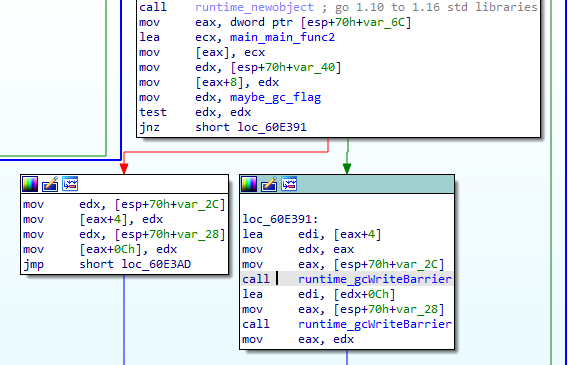 call    runtime_newobject ; go 1.10 to 1.16 std libraries
mov     eax, dword ptr [esp+70h+var_6C]
lea     ecx, main_main_func2
mov     [eax], ecx
mov     edx, [esp+70h+var_40]
mov     [eax+8], edx
mov     edx, maybe_gc_flag
test    edx, edx
jnz     short loc_60E391
mov     edx, [esp+70h+var_2C]
mov     [eax+4], edx
mov     edx, [esp+70h+var_28]
mov     [eax+0Ch], edx
jmp     short loc_60E3AD
loc_60E391:
lea     edi, [eax+4]
mov     edx, eax
mov     eax, [esp+70h+var_2C]
call    runtime_gcWriteBarrier
lea     edi, [edx+0Ch]
mov     eax, [esp+70h+var_28]
call    runtime_gcWriteBarrier
mov     eax, edx